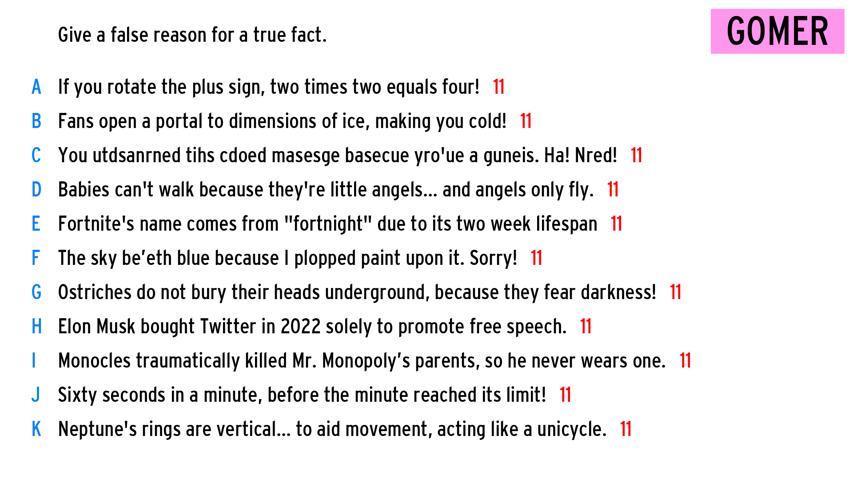 Give a false reason for a true fact.
GOMER
A If you rotate the plus sign, two times two equals four! 11
B Fans open a portal to dimensions of ice, making you cold! 11
C You utdsanrned tihs cdoed masesge basecue yro'ue a guneis. Ha! Nred! 11
D Babies can't walk because they're little angels... and angels only fly. 11
E Fortnite's name comes from "fortnight" due to its two week lifespan 11
F The sky be’eth blue because I plopped paint upon it. Sorry! 11
G Ostriches do not bury their heads underground, because they fear darkness! 11
H Elon Musk bought Twitter in 2022 solely to promote free speech. 11
I Monocles traumatically killed Mr. Monopoly’s parents, so he never wears one. 11
J Sixty seconds in a minute, before the minute reached its limit! 11
K Neptune's rings are vertical... to aid movement, acting like a unicycle. 11